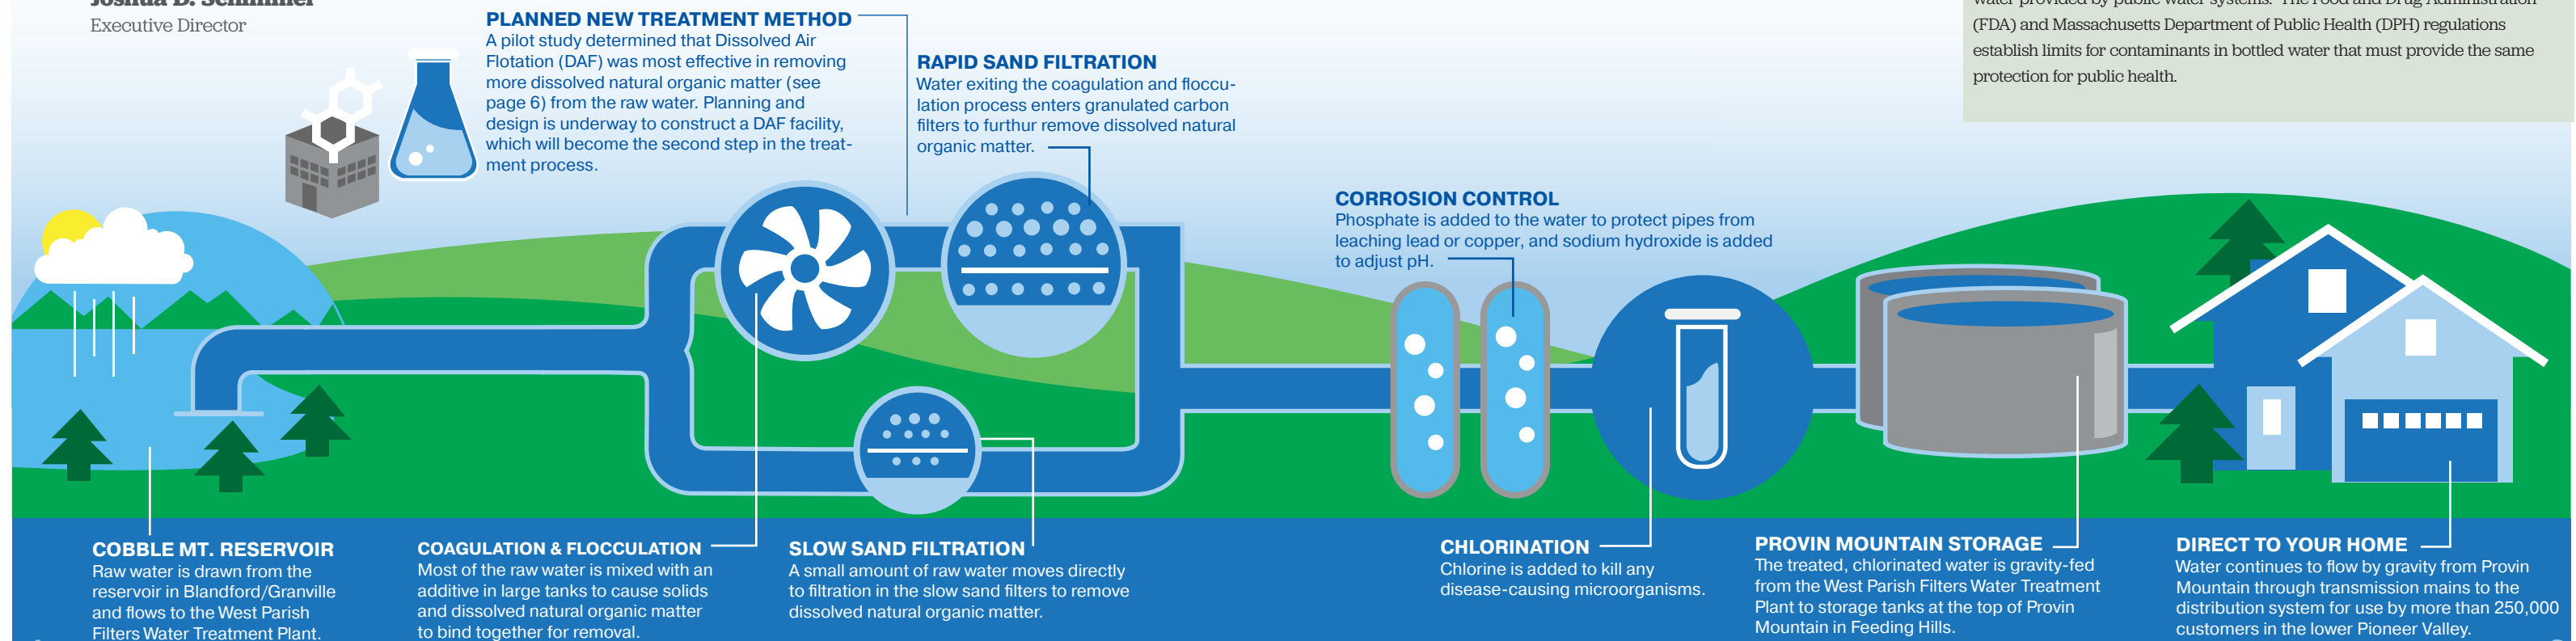 Joshua D. Schimmel
Executive Director
PLANNED NEW TREATMENT METHOD
A pilot study determined that Dissolved Air
Flotation (DAF) was most effective in removing
more dissolved natural organic matter (see
page 6) from the raw water. Planning and
design is underway to construct a DAF facility,
which will become the second step in the treat-
ment process.
RAPID SAND FILTRATION
Water exiting the coagulation and floccu-
lation process enters granulated carbon
filters to furthur remove dissolved natural
organic matter.
water provided by public water systems. The Food and Drug Administration
(FDA) and Massachusetts Department of Public Health (DPH) regulations
establish limits for contaminants in bottled water that must provide the same
protection for public health.
CORROSION CONTROL
Phosphate is added to the water to protect pipes from
leaching lead or copper, and sodium hydroxide is added
to adjust pH.
COBBLE MT. RESERVOIR
Raw water is drawn from the
reservoir in Blandford/Granville
and flows to the West Parish
Filters Water Treatment Plant.
COAGULATION & FLOCCULATION
Most of the raw water is mixed with an
additive in large tanks to cause solids
and dissolved natural organic matter
to bind together for removal.
SLOW SAND FILTRATION
A small amount of raw water moves directly
to filtration in the slow sand filters to remove
dissolved natural organic matter.
CHLORINATION
Chlorine is added to kill any
disease-causing microorganisms.
PROVIN MOUNTAIN STORAGE
The treated, chlorinated water is gravity-fed
from the West Parish Filters Water Treatment
Plant to storage tanks at the top of Provin
Mountain in Feeding Hills.
DIRECT TO YOUR HOME
Water continues to flow by gravity from Provin
Mountain through transmission mains to the
distribution system for use by more than 250,000
customers in the lower Pioneer Valley.